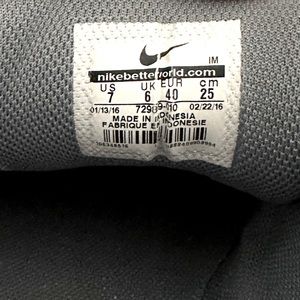 IM
nikebetterworld.com
US UK EUR cm
7 6 40 25
01/13/16 02/22/16
MADE IN INDONESIA
FABRIQUE EN INDONESIE